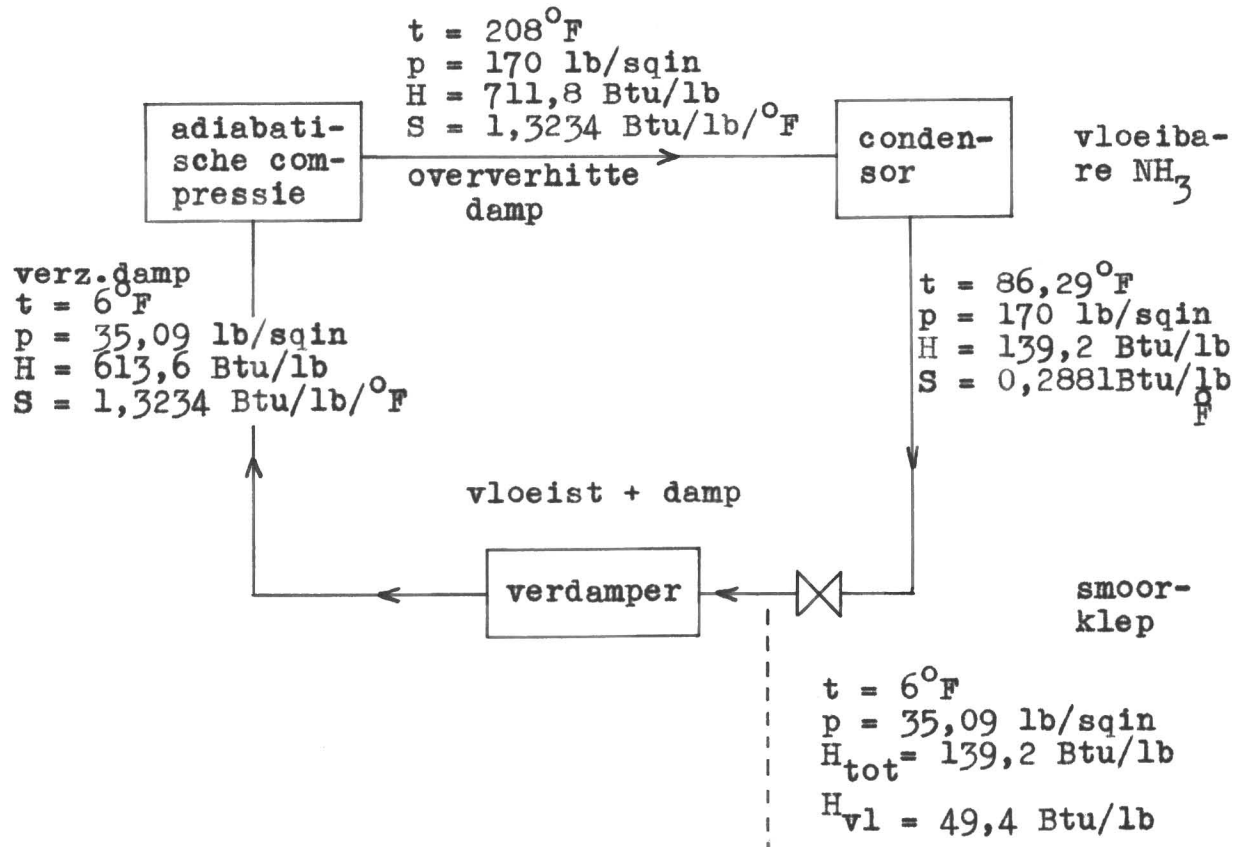 t = 208°F
p = 170 lb/sqin
H = 711,8 Btu/lb
S = 1,3234 Btu/lb/°F
adiabati-
sche com-
pressie
oververhitte
damp
conden-
sor
vloeiba-
re NH3
verz.damp
t = 6°F
p = 35,09 lb/sqin
H = 613,6 Btu/lb
S = 1,3234 Btu/lb/°F
t = 86,29°F
p = 170 lb/sqin
H = 139,2 Btu/lb
S = 0,2881Btu/lb
°F
vloeist + damp
verdamper
smoor-
klep
t = 6°F
p = 35,09 lb/sqin
Htot= 139,2 Btu/lb
Hvl = 49,4 Btu/lb